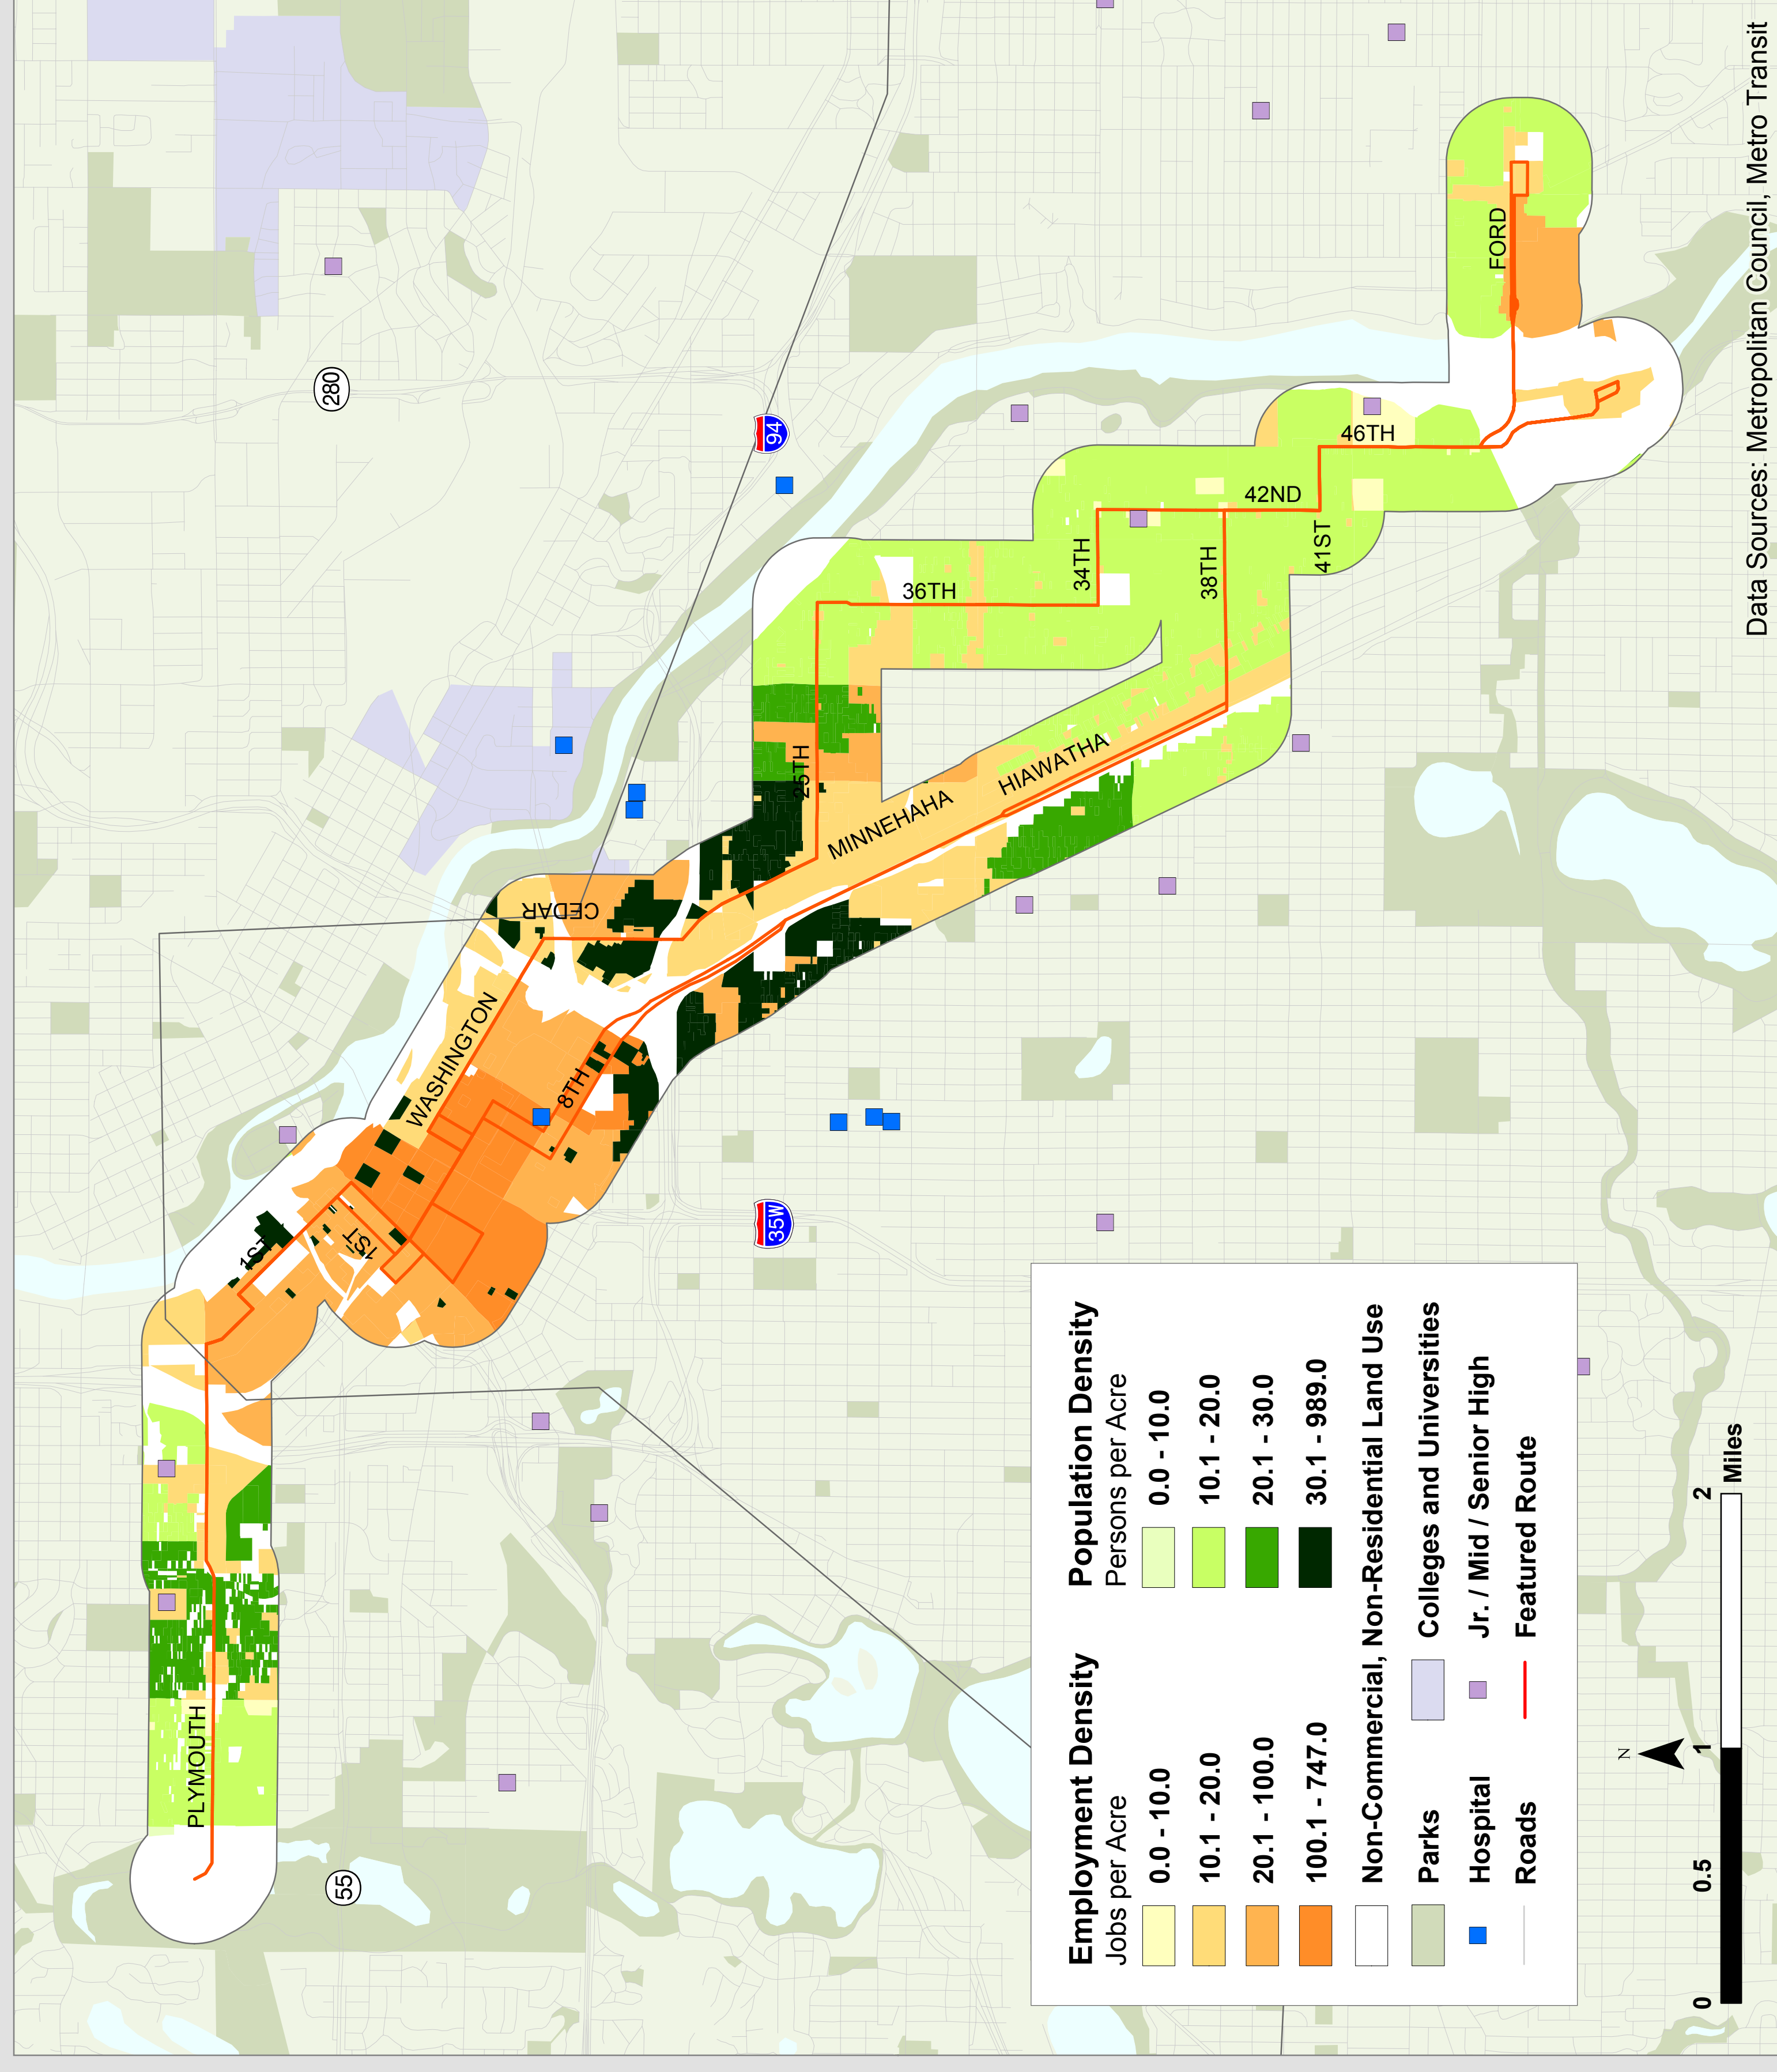 PLYMOUTH
55
280
94
35W
1ST
1ST
WASHINGTON
8TH
CEDAR
25TH
MINNEHAHA
HIAWATHA
36TH
34TH
38TH
42ND
41ST
46TH
FORD
Employment Density
Jobs per Acre
0.0 - 10.0
10.1 - 20.0
20.1 - 100.0
100.1 - 747.0
Population Density
Persons per Acre
0.0 - 10.0
10.1 - 20.0
20.1 - 30.0
30.1 - 989.0
Non-Commercial, Non-Residential Land Use
Parks
Colleges and Universities
Hospital
Jr. / Mid / Senior High
Roads
Featured Route
N
0 0.5 1 2
Miles
Data Sources: Metropolitan Council, Metro Transit